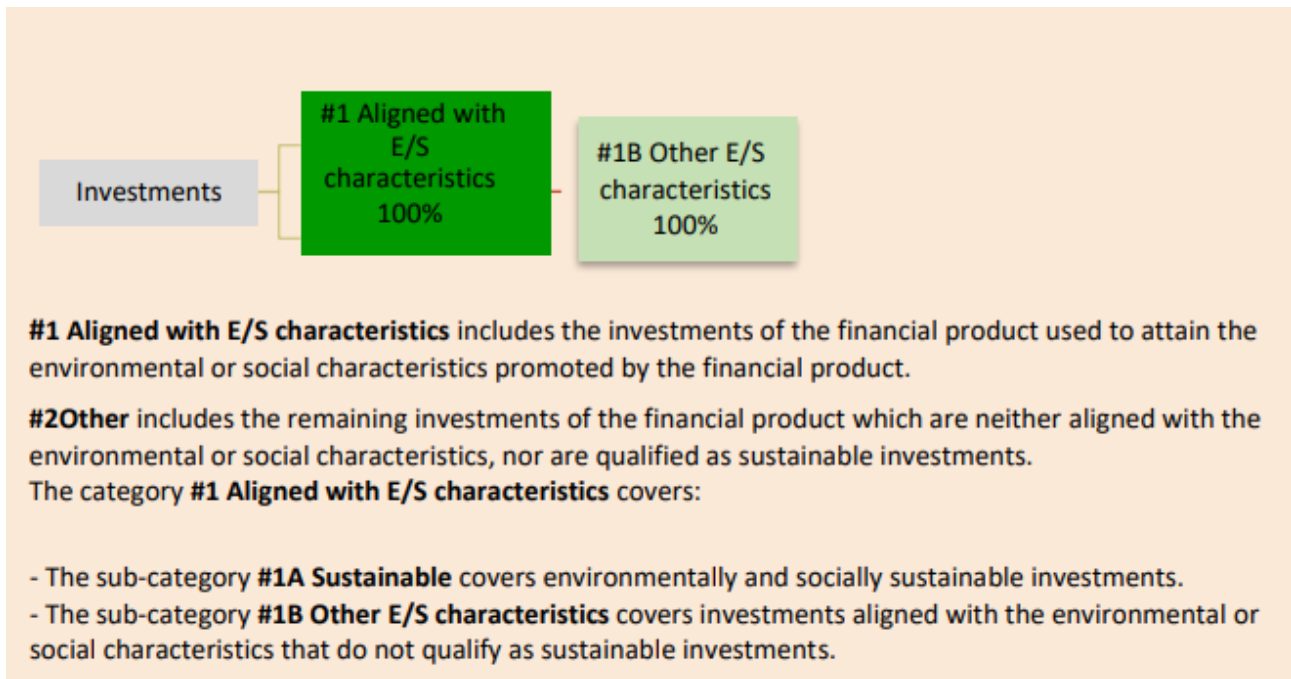 Investments
#1 Aligned with
E/S
characteristics
100%
#1B Other E/S
characteristics
100%
#1 Aligned with E/S characteristics includes the investments of the financial product used to attain the
environmental or social characteristics promoted by the financial product.
#2Other includes the remaining investments of the financial product which are neither aligned with the
environmental or social characteristics, nor are qualified as sustainable investments.
The category #1 Aligned with E/S characteristics covers:
- The sub-category #1A Sustainable covers environmentally and socially sustainable investments.
- The sub-category #1B Other E/S characteristics covers investments aligned with the environmental or
social characteristics that do not qualify as sustainable investments.